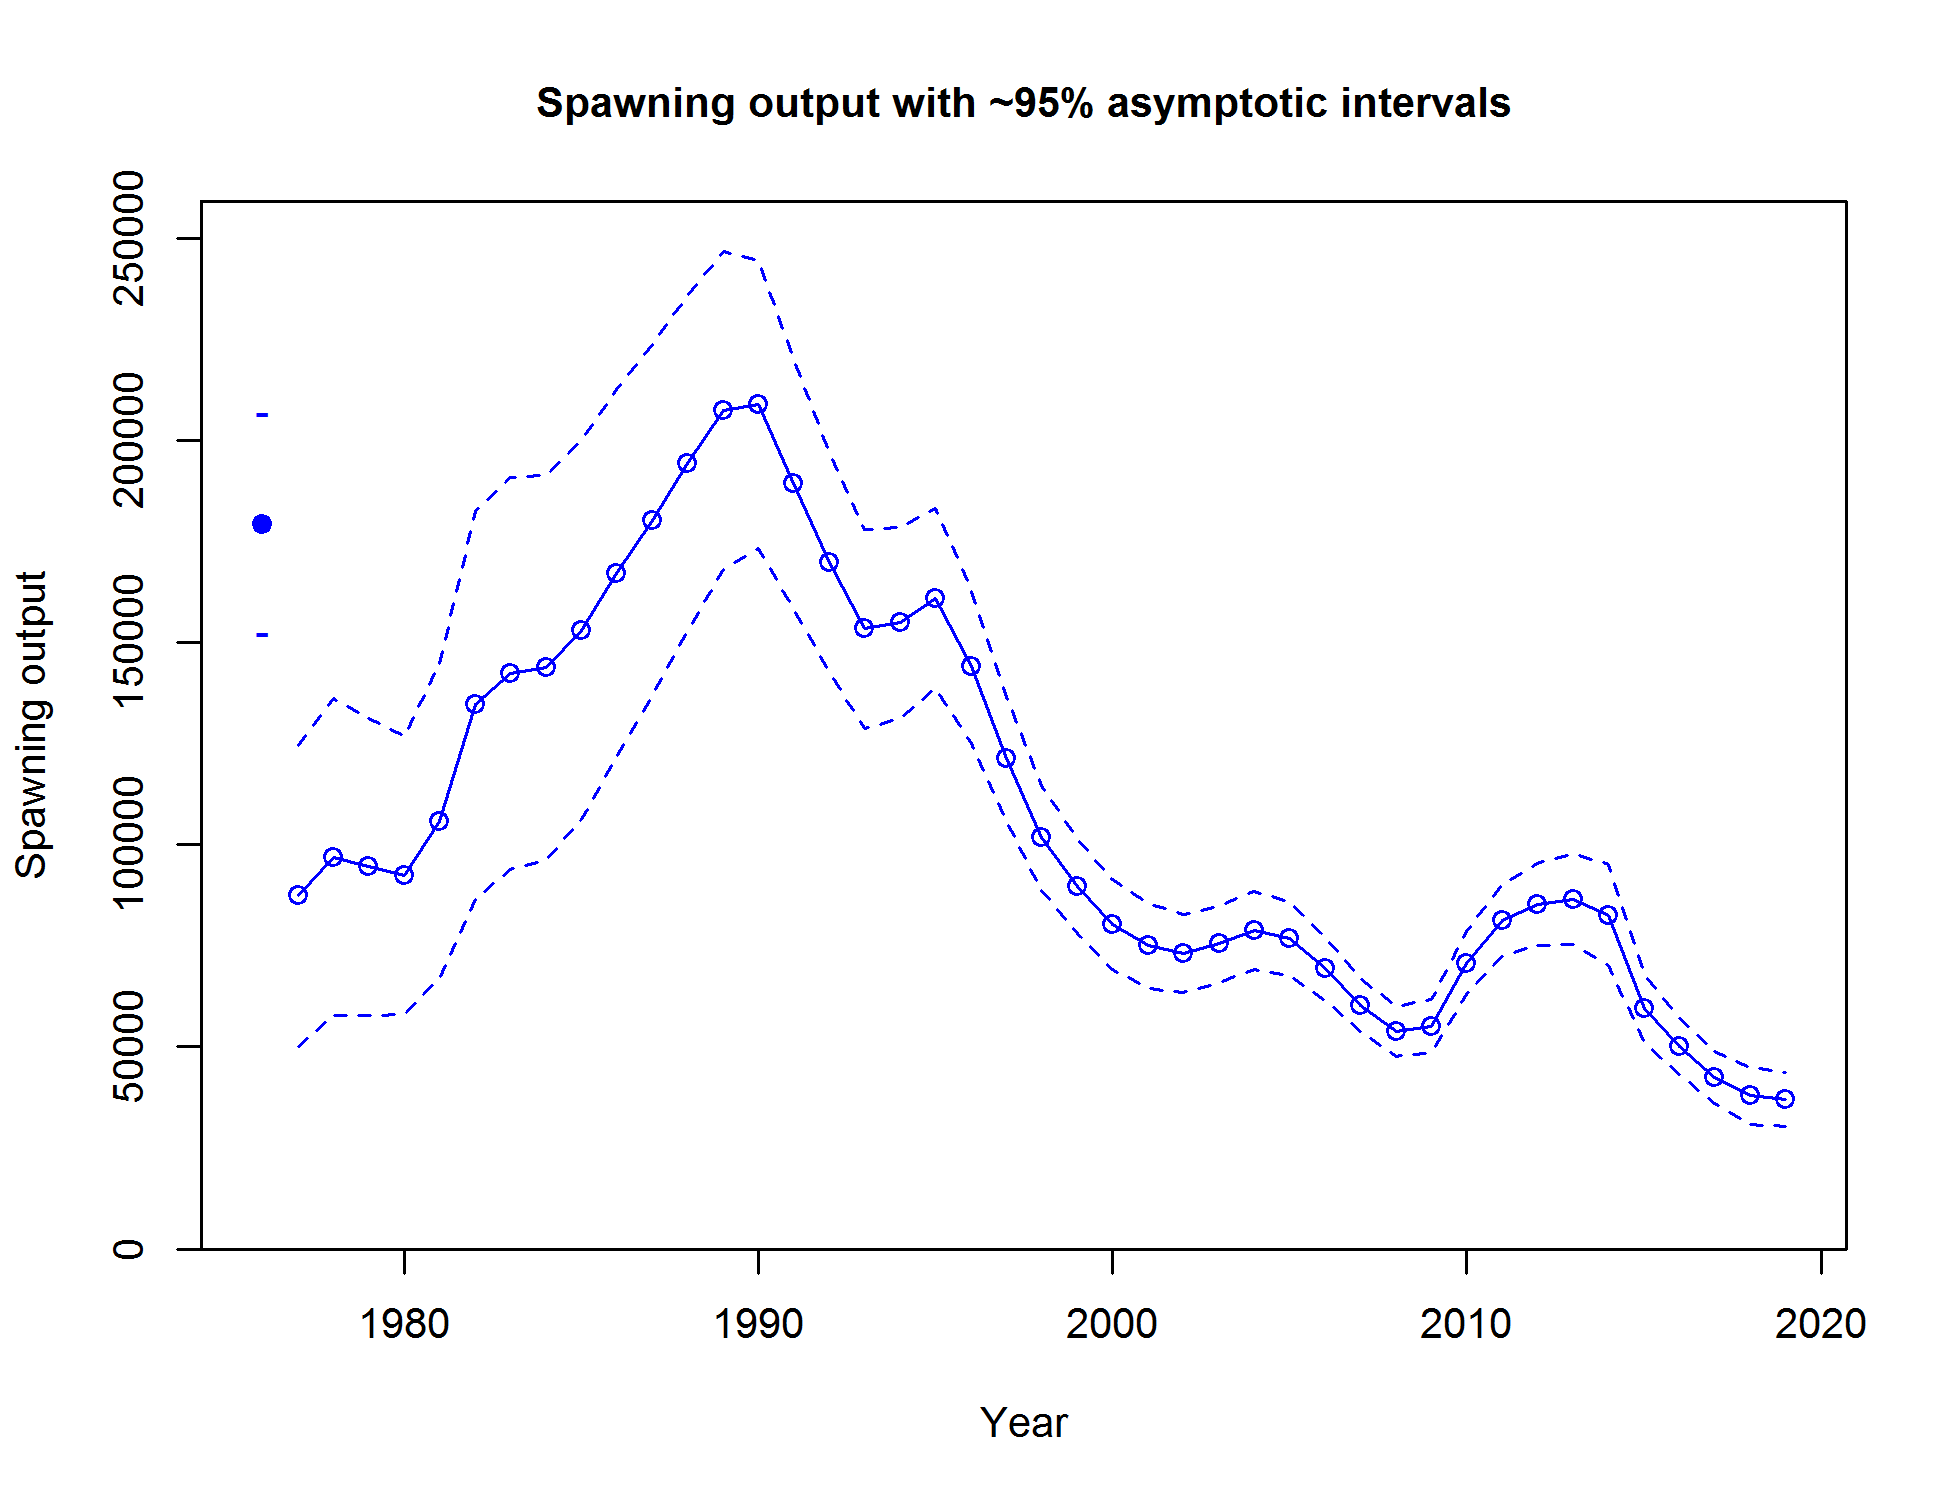 Spawning output with ~95% asymptotic intervals
Spawning output
250000
200000
150000
100000
50000
0
1980 1990 2000 2010 2020
Year